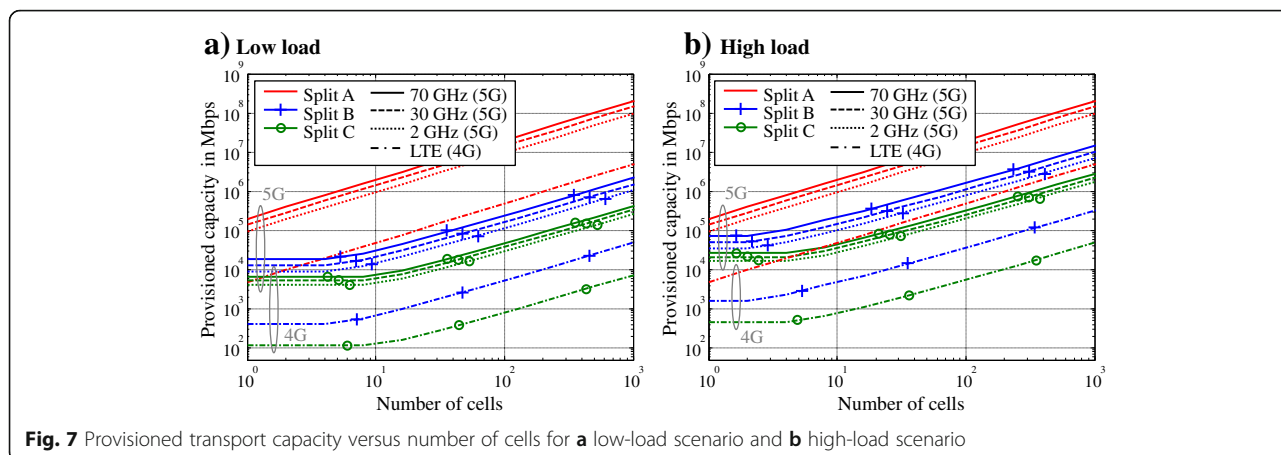 a) Low load
10^9
10^8
10^7
10^6
10^5
10^4
10^3
10^2
Provisioned capacity in Mbps
Split A
Split B
Split C
70 GHz (5G)
30 GHz (5G)
2 GHz (5G)
LTE (4G)
5G
4G
10^0 10^1 10^2 10^3
Number of cells
b) High load
10^9
10^8
10^7
10^6
10^5
10^4
10^3
10^2
Provisioned capacity in Mbps
Split A
Split B
Split C
70 GHz (5G)
30 GHz (5G)
2 GHz (5G)
LTE (4G)
5G
4G
10^0 10^1 10^2 10^3
Number of cells
Fig. 7 Provisioned transport capacity versus number of cells for a low-load scenario and b high-load scenario